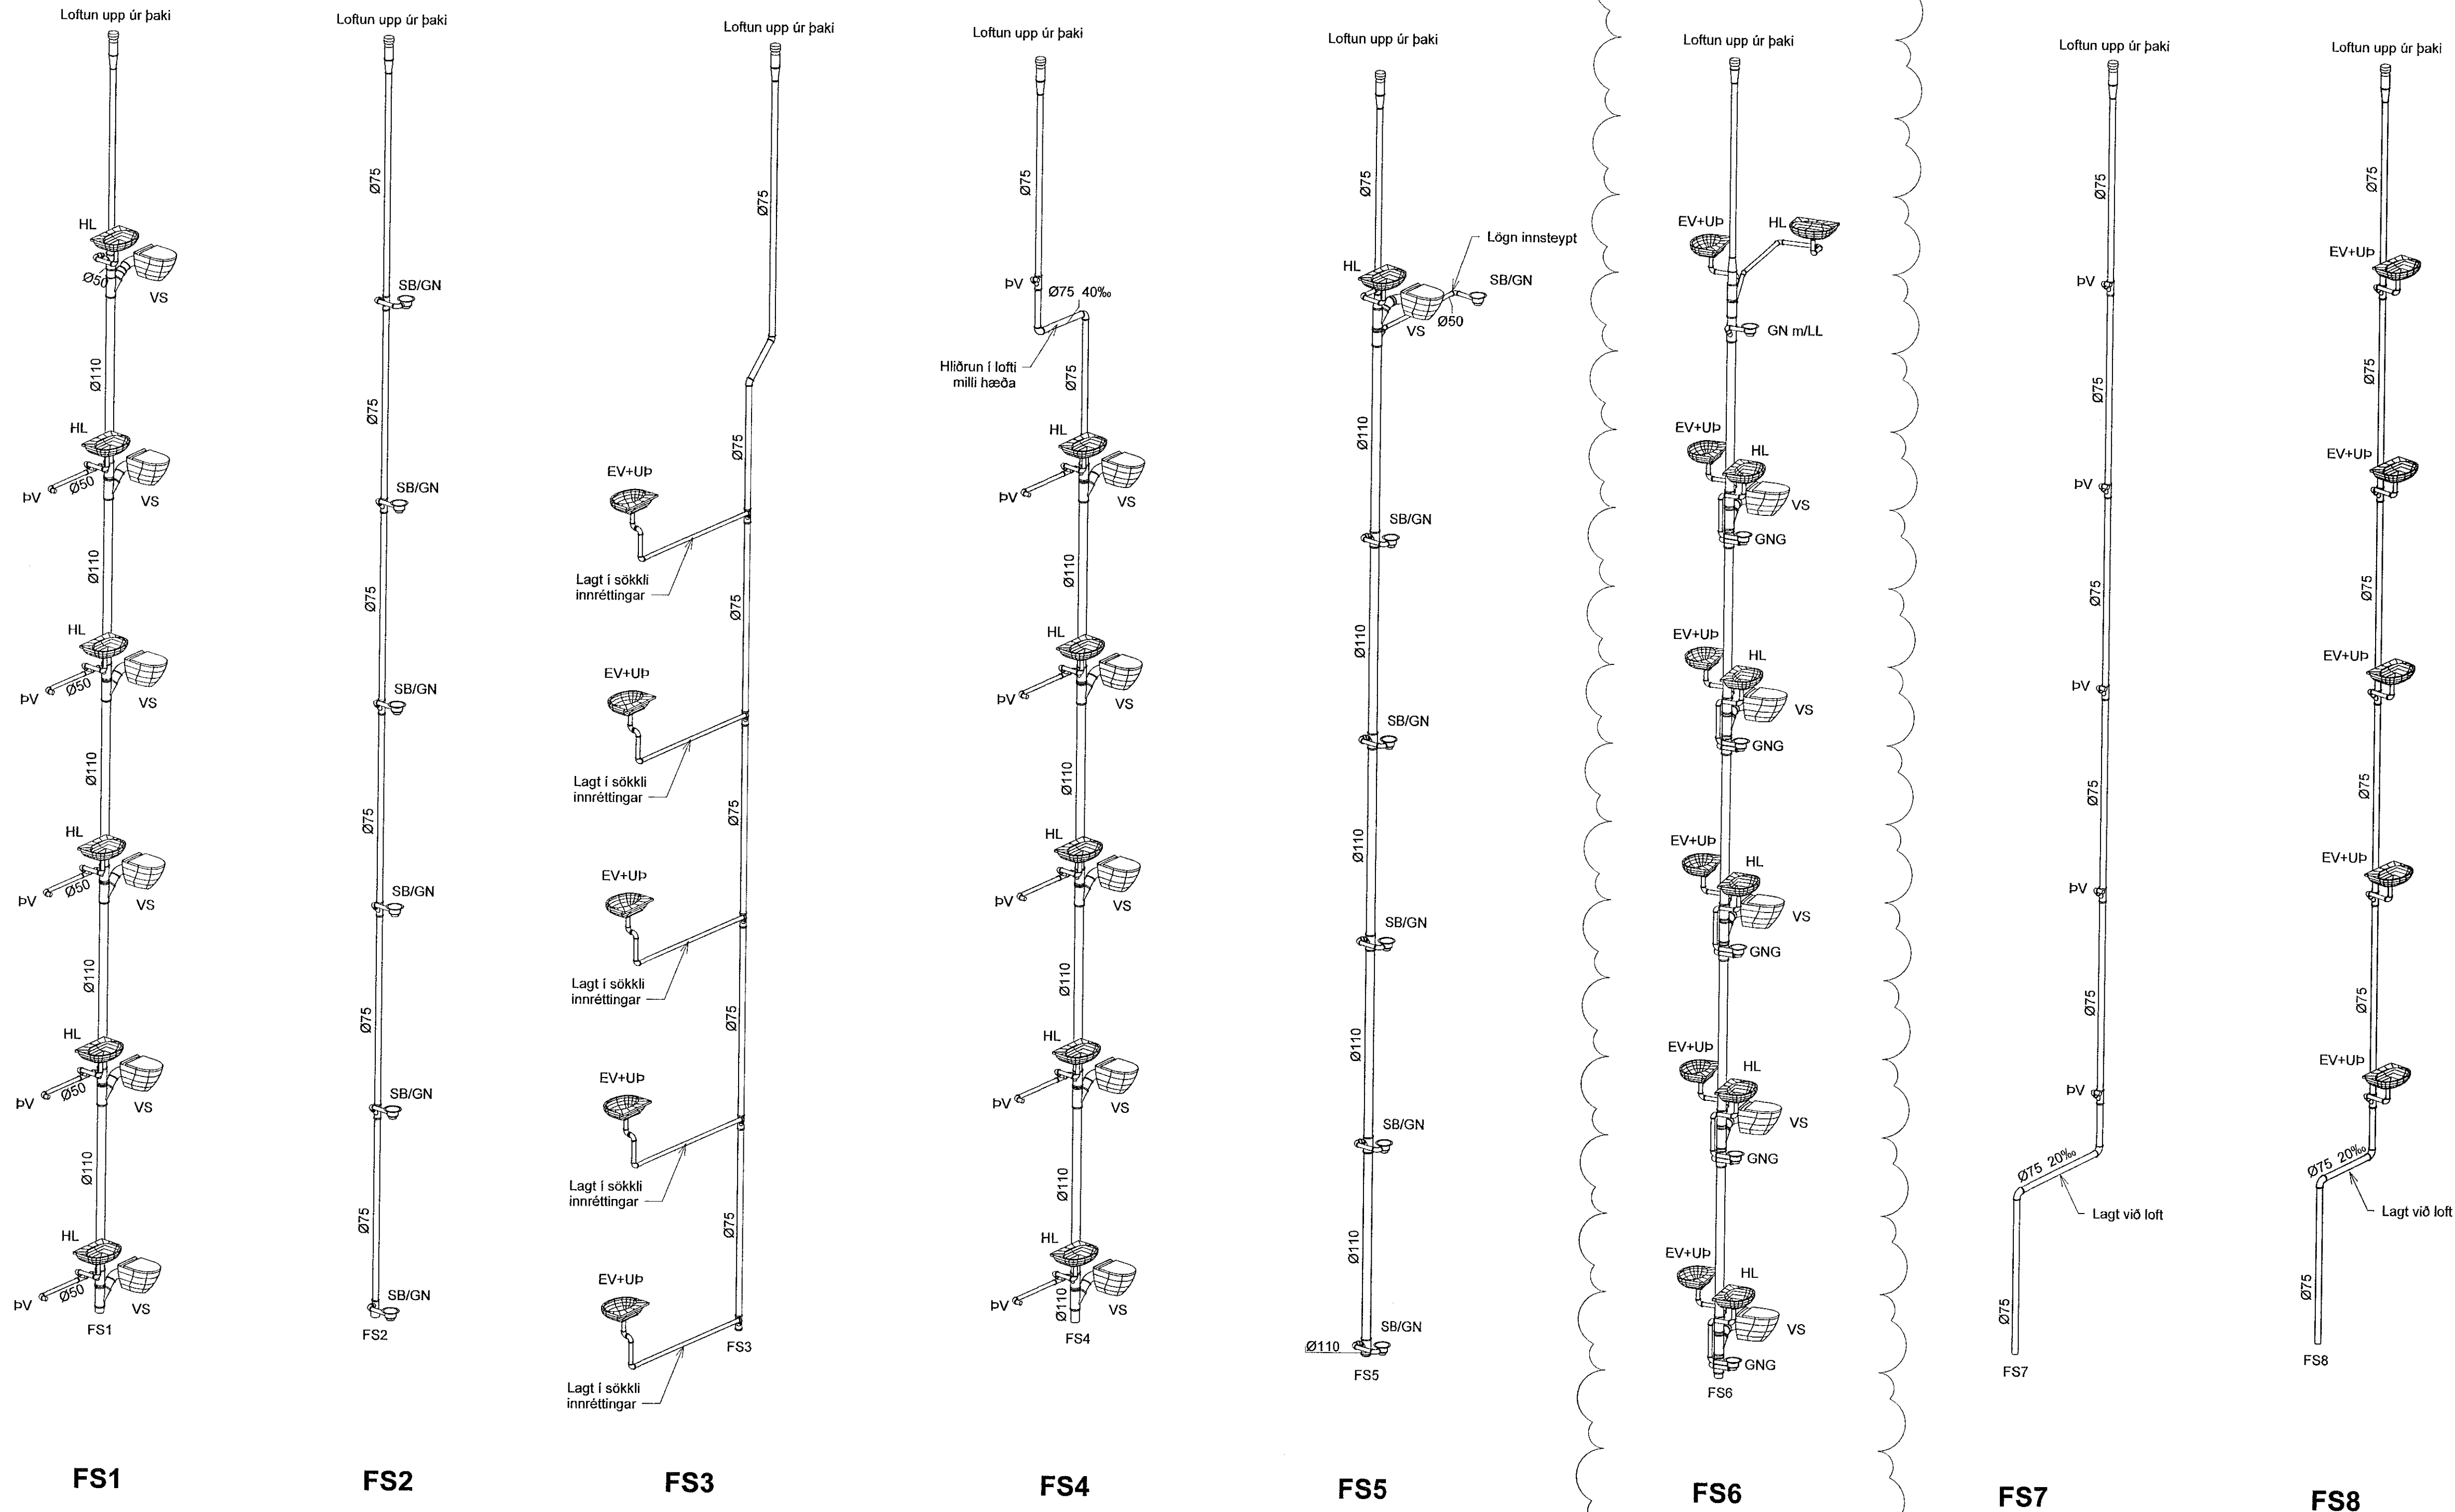 Loftun upp úr þaki
HL
Ø50
VS
Ø110
HL
ÞV
Ø50
VS
Ø110
HL
ÞV
Ø50
VS
Ø110
HL
ÞV
Ø50
VS
Ø110
HL
ÞV
Ø50
VS
Ø110
HL
ÞV
Ø50
VS
FS1
FS1
Loftun upp úr þaki
Ø75
SB/GN
Ø75
SB/GN
Ø75
SB/GN
Ø75
SB/GN
Ø75
SB/GN
Ø75
SB/GN
FS2
FS2
Loftun upp úr þaki
Ø75
Ø75
EV+UÞ
Lagt í sökkli
innréttingar
Ø75
EV+UÞ
Lagt í sökkli
innréttingar
Ø75
EV+UÞ
Lagt í sökkli
innréttingar
Ø75
EV+UÞ
Lagt í sökkli
innréttingar
Ø75
EV+UÞ
Lagt í sökkli
innréttingar
FS3
FS3
Loftun upp úr þaki
Ø75
ÞV
Ø75 40‰
Hliðrun í lofti
milli hæða
Ø75
HL
ÞV
VS
Ø110
HL
ÞV
VS
Ø110
HL
ÞV
VS
Ø110
HL
ÞV
VS
Ø110
HL
ÞV
Ø110
VS
FS4
FS4
Loftun upp úr þaki
Ø75
Lögn innsteypt
HL
SB/GN
VS
Ø50
Ø110
SB/GN
Ø110
SB/GN
Ø110
SB/GN
Ø110
SB/GN
Ø110
SB/GN
Ø110
FS5
FS5
Loftun upp úr þaki
EV+UÞ
HL
GN m/LL
EV+UÞ
HL
VS
GNG
EV+UÞ
HL
VS
GNG
EV+UÞ
HL
VS
GNG
EV+UÞ
HL
VS
GNG
EV+UÞ
HL
VS
GNG
FS6
FS6
Loftun upp úr þaki
Ø75
ÞV
Ø75
ÞV
Ø75
ÞV
Ø75
ÞV
Ø75
ÞV
Ø75 20‰
Lagt við loft
Ø75
FS7
FS7
Loftun upp úr þaki
Ø75
EV+UÞ
Ø75
EV+UÞ
Ø75
EV+UÞ
Ø75
EV+UÞ
Ø75
EV+UÞ
Ø75 20‰
Lagt við loft
Ø75
FS8
FS8